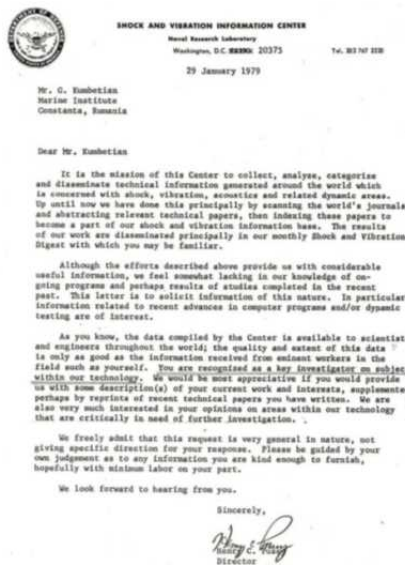 SHOCK AND VIBRATION INFORMATION CENTER
Naval Research Laboratory
Washington, D.C. 20375
Tel. 202 767
29 January 1979
Mr. G. Kumbetian
Marine Institute
Constanta, Rumania
Dear Mr. Kumbetian
It is the mission of this Center to collect, analyze, categorize
and disseminate technical information generated around the world which
is concerned with shock, vibration, acoustics and related dynamic areas.
Up until now we have done this principally by scanning the world's journals
and abstracting relevant technical papers, then indexing these papers to
become a part of our shock and vibration information base. The results
of our work are disseminated principally in our monthly Shock and Vibration
Digest with which you may be familiar.
Although the efforts described above provide us with considerable
useful information, we feel somewhat lacking in our knowledge of on-
going programs and perhaps results of studies completed in the recent
past. This letter is to solicit information of this nature. In particular
information related to recent advances in computer programs and/or dynamic
testing are of interest.
As you know, the data compiled by the Center is available to scientist
and engineers throughout the world; the quality and extent of this data
is only as good as the information received from eminent workers in the
field such as yourself. You are recognized as a key investigator on subject
within our technology. We would be most appreciative if you would provide
us with some description(s) of your current work and interests, supplemente
perhaps by reprints of recent technical papers you have written. We are
also very much interested in your opinions on areas within our technology
that are critically in need of further investigation.
We freely admit that this request is very general in nature, not
giving specific direction for your response. Please be guided by your
own judgement as to any information you are kind enough to furnish,
hopefully with minimum labor on your part.
We look forward to hearing from you.
Sincerely,
Henry C.
Director